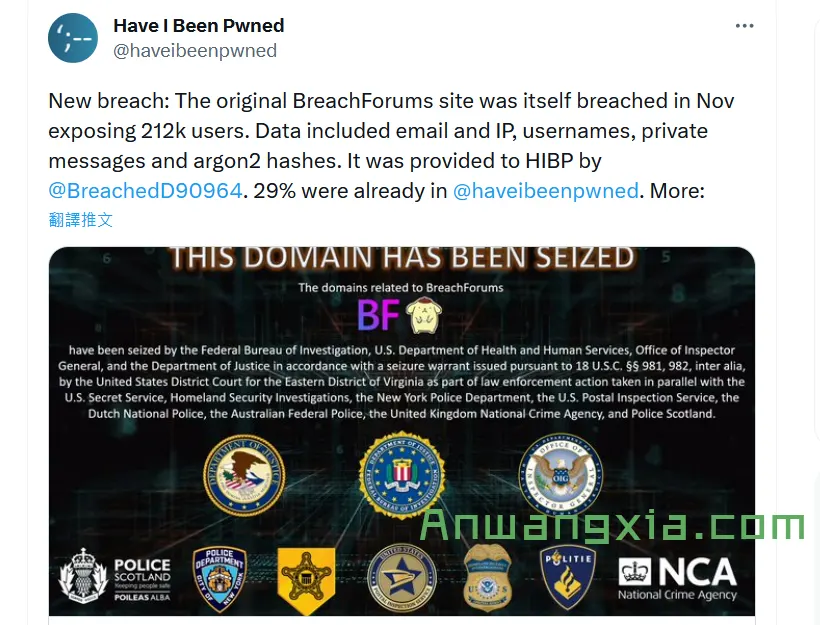 Have I Been Pwned
@haveibeenpwned
New breach: The original BreachForums site was itself breached in Nov
exposing 212k users. Data included email and IP, usernames, private
messages and argon2 hashes. It was provided to HIBP by
@BreachedD90964. 29% were already in @haveibeenpwned. More:
翻譯推文
THIS DOMAIN HAS BEEN SEIZED
The domains related to BreachForums
BF
have been seized by the Federal Bureau of Investigation, U.S. Department of Health and Human Services, Office of Inspector
General, and the Department of Justice in accordance with a seizure warrant issued pursuant to 18 U.S.C. §§ 981, 982, inter alia,
by the United States District Court for the Eastern District of Virginia as part of law enforcement action taken in parallel with the
U.S. Secret Service, Homeland Security Investigations, the New York Police Department, the U.S. Postal Inspection Service, the
Dutch National Police, the Australian Federal Police, the United Kingdom National Crime Agency, and Police Scotland.
OIG
Anwangxia.com
POLICE
SCOTLAND
Keeping people safe
POILEAS ALBA
POLICE
DEPARTMENT
CITY OF NEW YORK
POLITIE
NCA
National Crime Agency